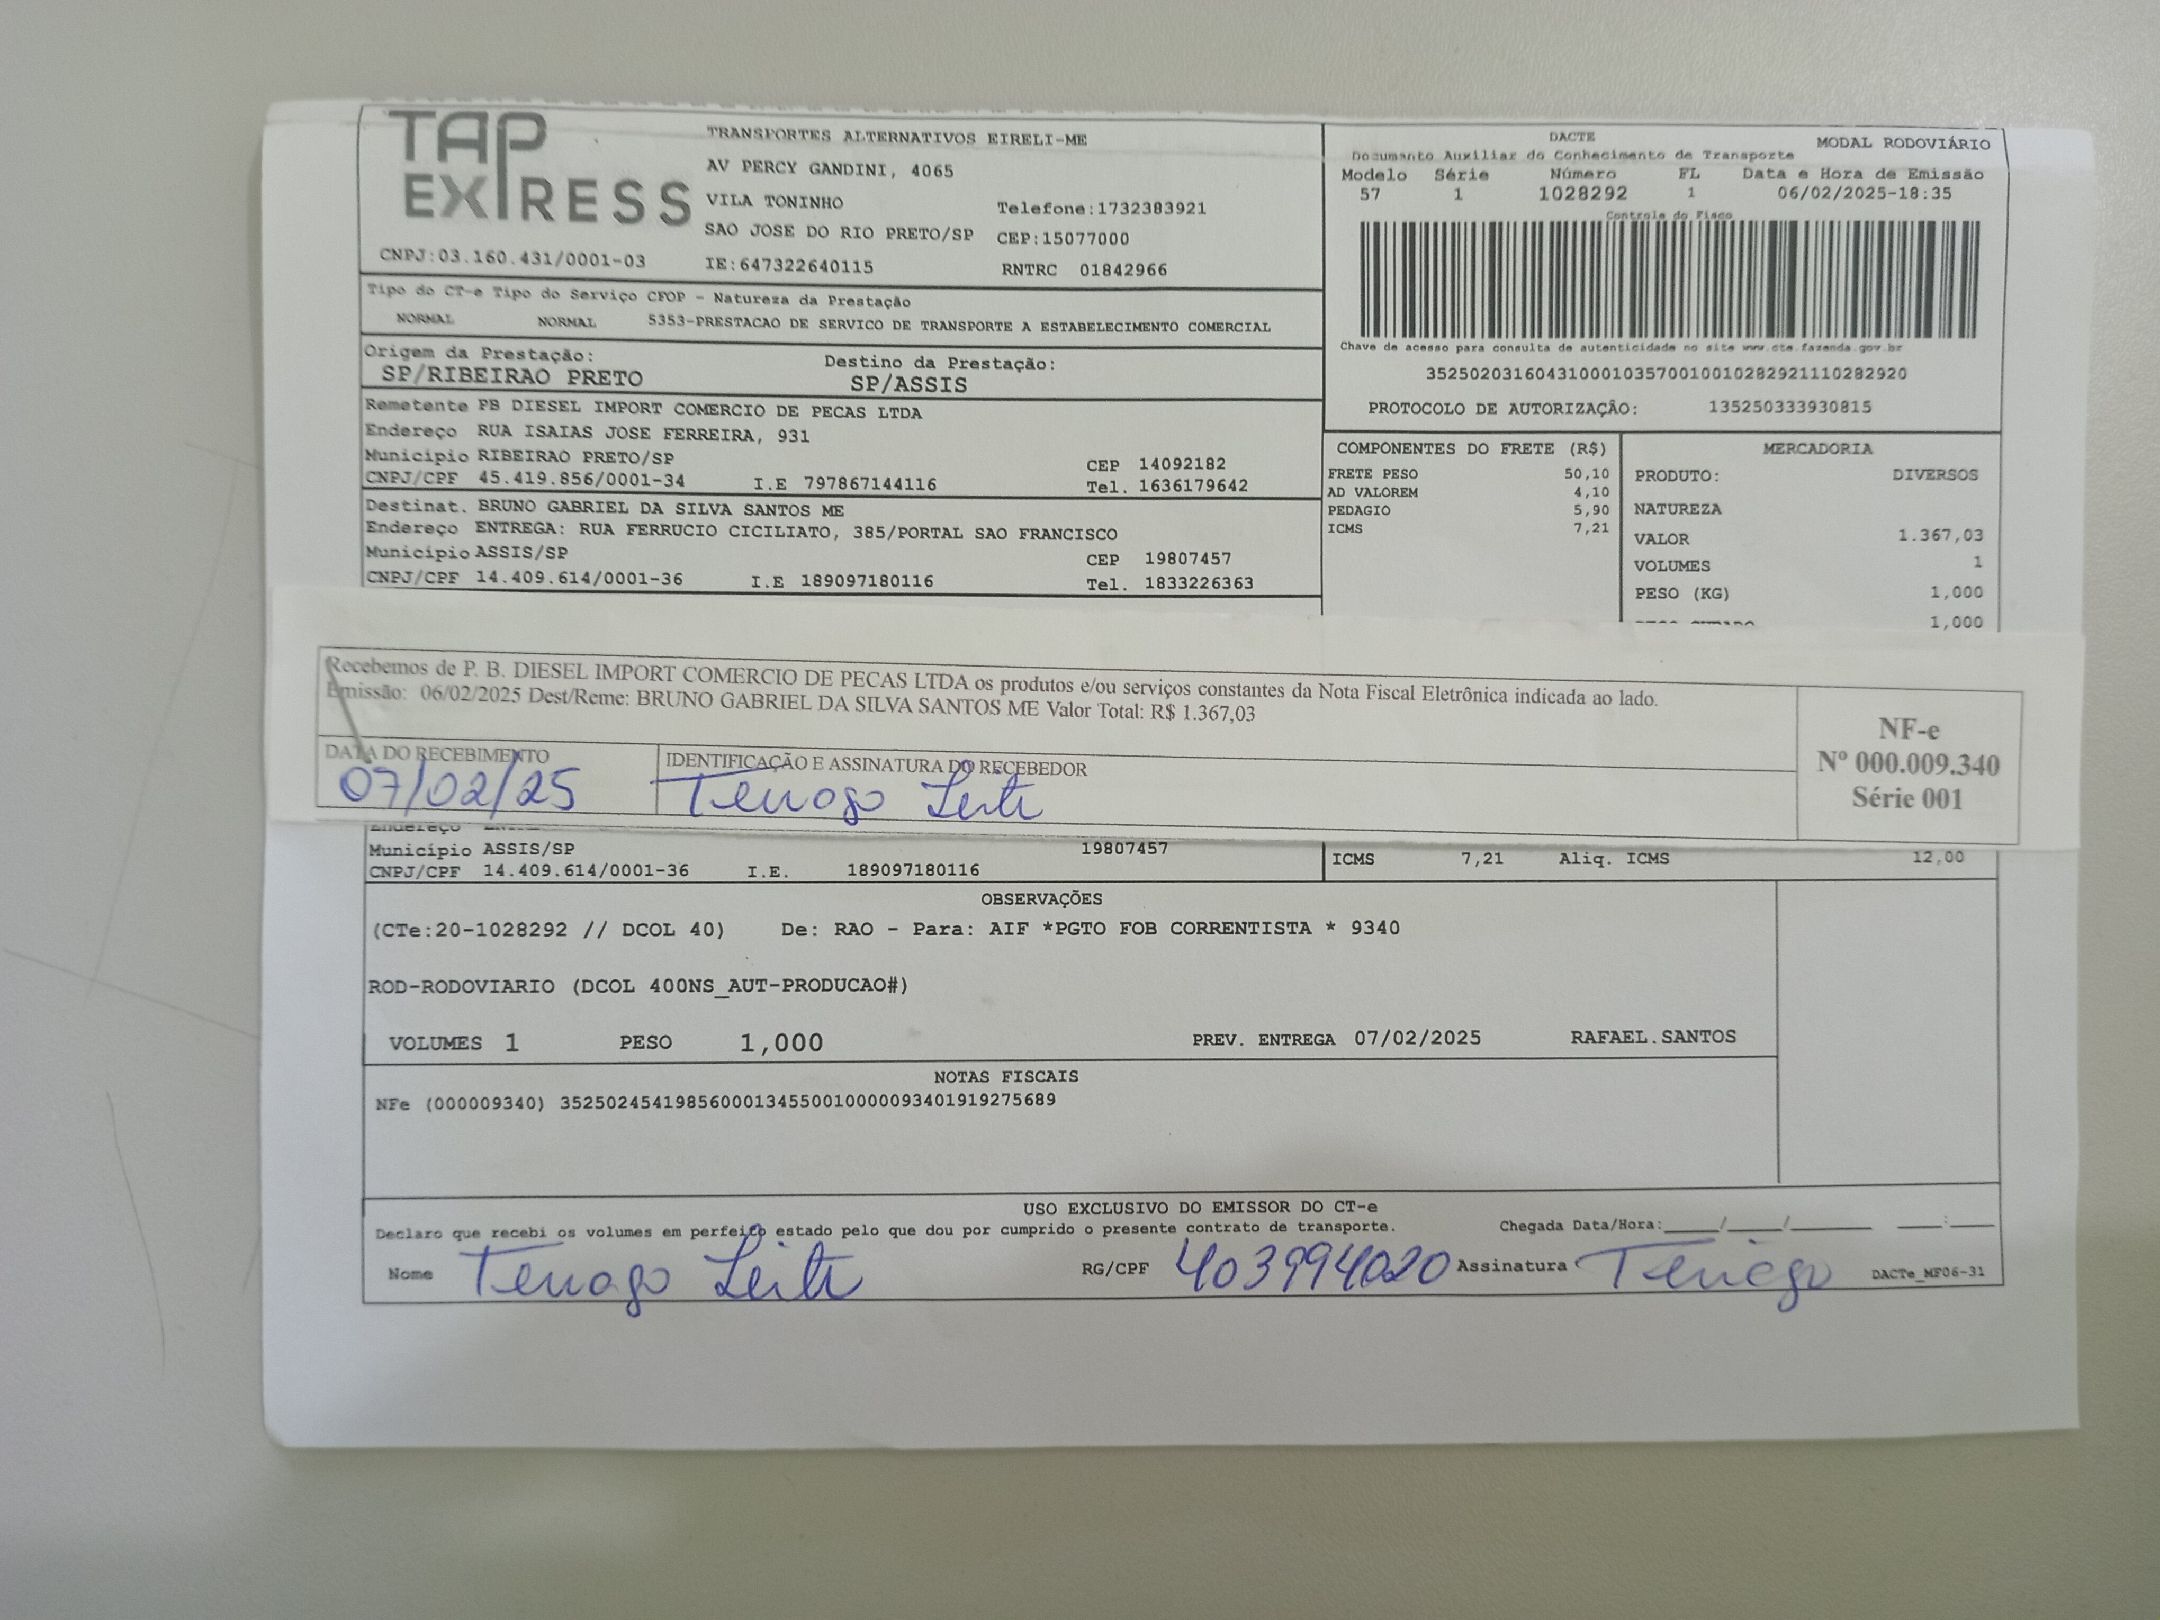 TAP EXPRESS
TRANSPORTES ALTERNATIVOS EIRELI-ME
AV PERCY GANDINI, 4065
VILA TONINHO
Telefone:1732383921
SAO JOSE DO RIO PRETO/SP CEP:15077000
CNPJ:03.160.431/0001-03 IE:647322640115 RNTRC 01842966
DACTE MODAL RODOVIÁRIO
Documento Auxiliar do Conhecimento de Transporte
Modelo Série Número FL Data e Hora de Emissão
57 1 1028292 1 06/02/2025-18:35
Controle do Fisco
Chave de acesso para consulta de autenticidade no site www.cte.fazenda.gov.br
35250203160431000103570010010282921110282920
PROTOCOLO DE AUTORIZAÇÃO: 135250333930815
Tipo do CT-e Tipo do Serviço CFOP - Natureza da Prestação
NORMAL NORMAL 5353-PRESTACAO DE SERVICO DE TRANSPORTE A ESTABELECIMENTO COMERCIAL
Origem da Prestação: Destino da Prestação:
SP/RIBEIRAO PRETO SP/ASSIS
Remetente PB DIESEL IMPORT COMERCIO DE PECAS LTDA
Endereço RUA ISAIAS JOSE FERREIRA, 931
Município RIBEIRAO PRETO/SP CEP 14092182
CNPJ/CPF 45.419.856/0001-34 I.E 797867144116 Tel. 1636179642
Destinat. BRUNO GABRIEL DA SILVA SANTOS ME
Endereço ENTREGA: RUA FERRUCIO CICILIATO, 385/PORTAL SAO FRANCISCO
Município ASSIS/SP CEP 19807457
CNPJ/CPF 14.409.614/0001-36 I.E 189097180116 Tel. 1833226363
COMPONENTES DO FRETE (R$)
FRETE PESO 50,10
AD VALOREM 4,10
PEDAGIO 5,90
ICMS 7,21
MERCADORIA
PRODUTO: DIVERSOS
NATUREZA
VALOR 1.367,03
VOLUMES 1
PESO (KG) 1,000
1,000
Recebemos de P. B. DIESEL IMPORT COMERCIO DE PECAS LTDA os produtos e/ou serviços constantes da Nota Fiscal Eletrônica indicada ao lado.
Emissão: 06/02/2025 Dest/Reme: BRUNO GABRIEL DA SILVA SANTOS ME Valor Total: R$ 1.367,03
DATA DO RECEBIMENTO IDENTIFICAÇÃO E ASSINATURA DO RECEBEDOR
07/02/25 Leite
NF-e
Nº 000.009.340
Série 001
Endereço
Município ASSIS/SP 19807457
CNPJ/CPF 14.409.614/0001-36 I.E. 189097180116
ICMS 7,21 Aliq. ICMS 12,00
OBSERVAÇÕES
(CTe:20-1028292 // DCOL 40) De: RAO - Para: AIF *PGTO FOB CORRENTISTA * 9340
ROD-RODOVIARIO (DCOL 400NS_AUT-PRODUCAO#)
VOLUMES 1 PESO 1,000 PREV. ENTREGA 07/02/2025 RAFAEL.SANTOS
NOTAS FISCAIS
NFe (000009340) 35250245419856000134550010000093401919275689
USO EXCLUSIVO DO EMISSOR DO CT-e
Declaro que recebi os volumes em perfeito estado pelo que dou por cumprido o presente contrato de transporte. Chegada Data/Hora:____/____/______ ___:___
Nome Leite RG/CPF 403994020 Assinatura DACTe_MF06-31